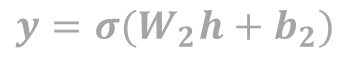 y = σ(W₂h + b₂)